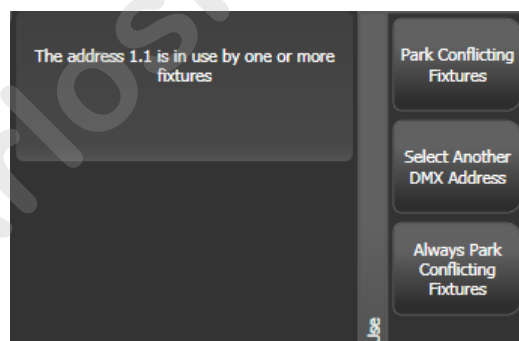 The address 1.1 is in use by one or more
fixtures
Park Conflicting
Fixtures
Select Another
DMX Address
Always Park
Conflicting
Fixtures